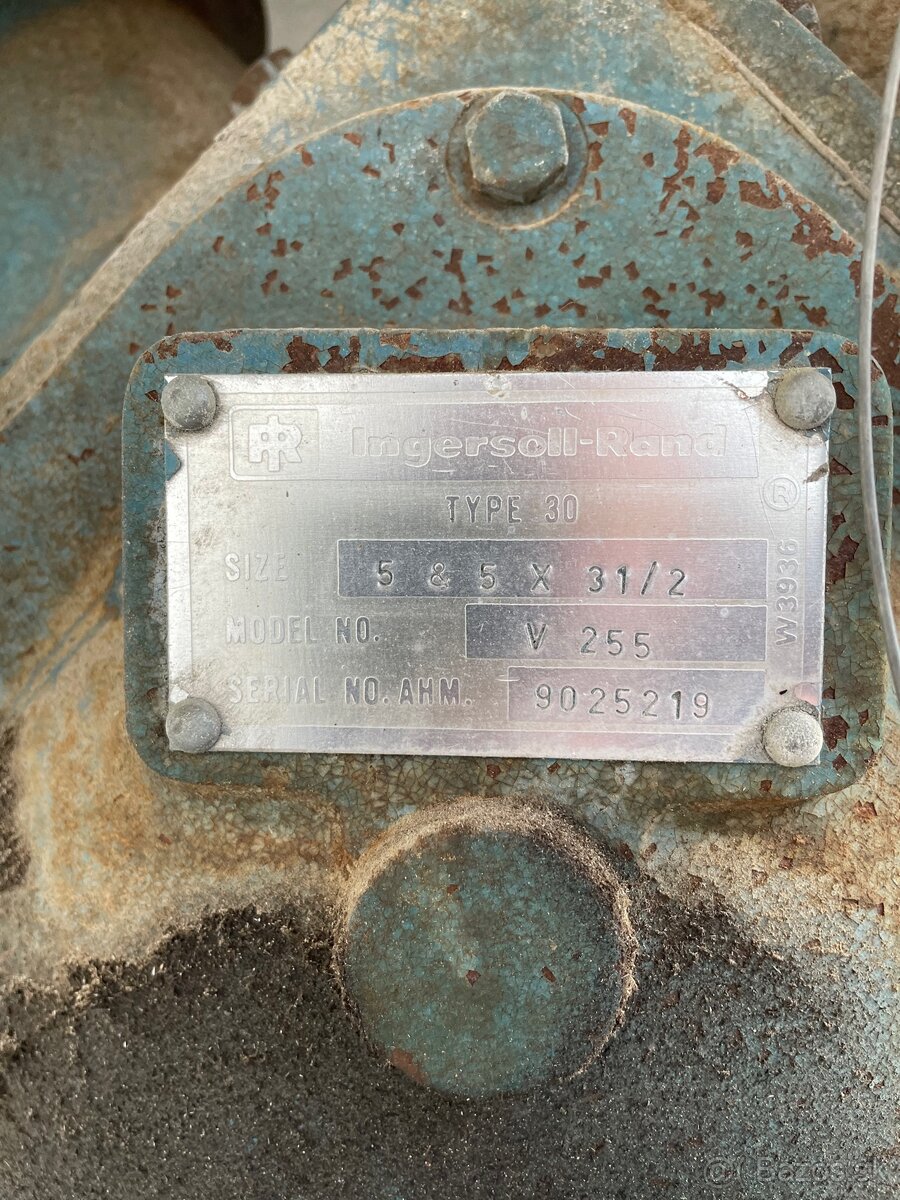 IR Ingersoll-Rand ®
TYPE 30
SIZE 5 & 5 X 31/2
MODEL NO. V 255
SERIAL NO. AHM. 9025219
W3936
© Bazos.sk